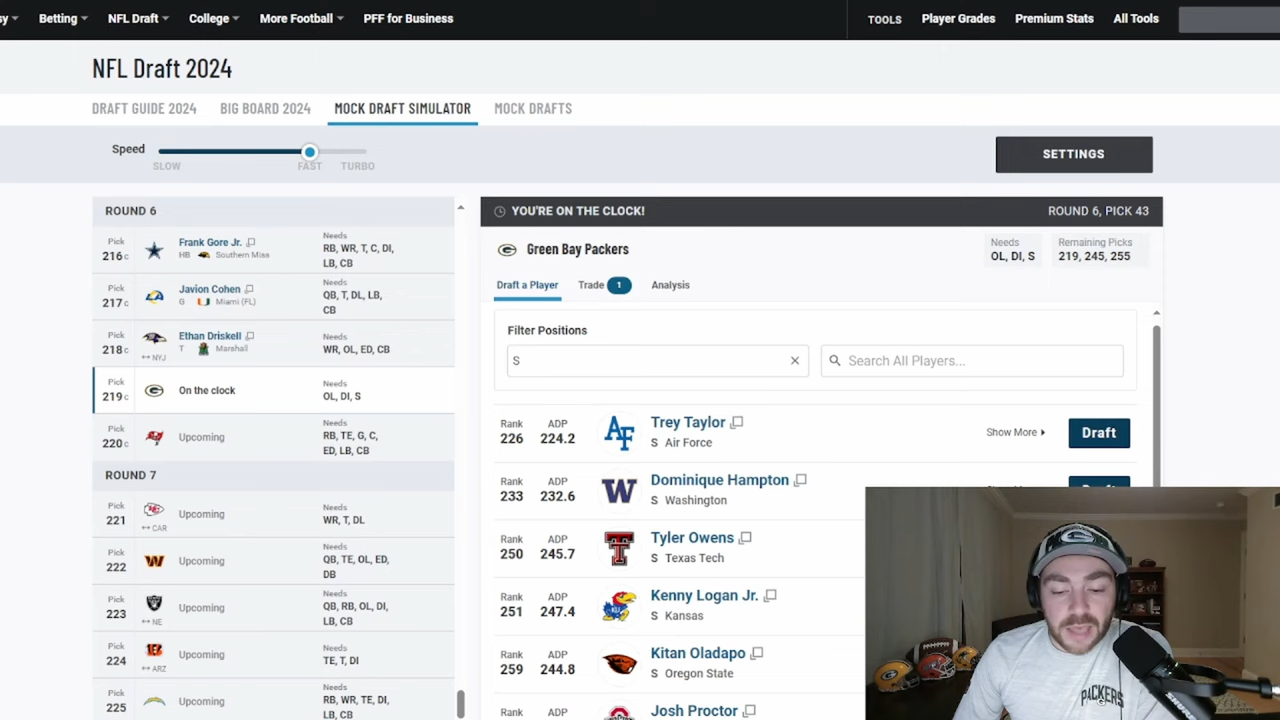 Betting
NFL Draft
College
More Football
PFF for Business
TOOLS
Player Grades
Premium Stats
All Tools
NFL Draft 2024
DRAFT GUIDE 2024
BIG BOARD 2024
MOCK DRAFT SIMULATOR
MOCK DRAFTS
Speed
SLOW
FAST
TURBO
SETTINGS
ROUND 6
Pick
216 c
Frank Gore Jr.
HB Southern Miss
Needs
RB, WR, T, C, DI,
LB, CB
Pick
217 c
Javion Cohen
G Miami (FL)
Needs
QB, T, DL, LB,
CB
Pick
218 c
NYJ
Ethan Driskell
T Marshall
Needs
WR, OL, ED, CB
Pick
219 c
On the clock
Needs
OL, DI, S
Pick
220 c
Upcoming
Needs
RB, TE, G, C,
ED, LB, CB
ROUND 7
Pick
221
CAR
Upcoming
Needs
WR, T, DL
Pick
222
Upcoming
Needs
QB, TE, OL, ED,
DB
Pick
223
NE
Upcoming
Needs
QB, RB, OL, DI,
LB, CB
Pick
224
ARZ
Upcoming
Needs
TE, T, DI
Pick
225
Upcoming
Needs
RB, WR, TE, DI,
LB, CB
YOU'RE ON THE CLOCK!
ROUND 6, PICK 43
Green Bay Packers
Needs
OL, DI, S
Remaining Picks
219, 245, 255
Draft a Player
Trade 1
Analysis
Filter Positions
S
Search All Players...
Rank
226
ADP
224.2
AF
Trey Taylor
S Air Force
Show More
Draft
Rank
233
ADP
232.6
W
Dominique Hampton
S Washington
Rank
250
ADP
245.7
Tyler Owens
S Texas Tech
Rank
251
ADP
247.4
Kenny Logan Jr.
S Kansas
Rank
259
ADP
244.8
Kitan Oladapo
S Oregon State
Rank
ADP
Josh Proctor
PACKERS